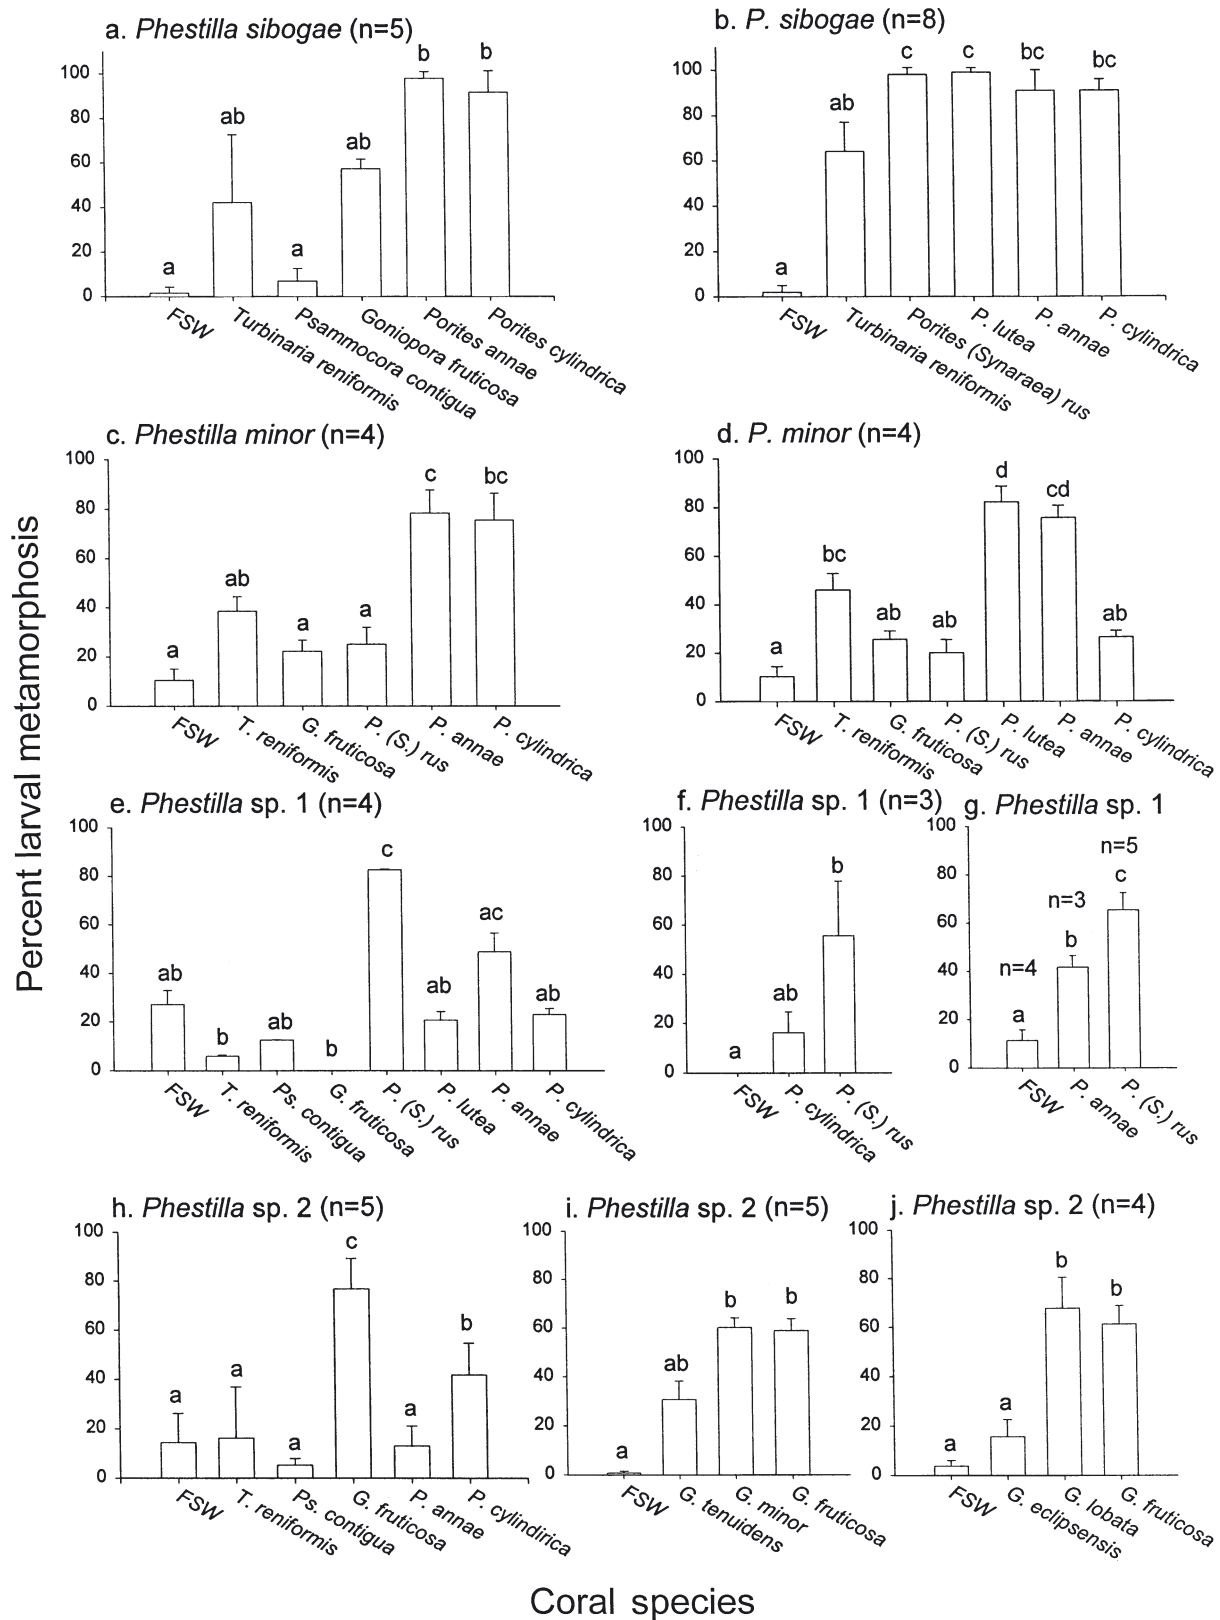 a. Phestilla sibogae (n=5)
100
80
60
40
20
0
a
ab
a
ab
b
b
FSW
Turbinaria reniformis
Psammocora contigua
Goniopora fruticosa
Porites annae
Porites cylindrica
b. P. sibogae (n=8)
100
80
60
40
20
0
a
ab
c
c
bc
bc
FSW
Turbinaria reniformis
Porites (Synaraea) rus
P. lutea
P. annae
P. cylindrica
c. Phestilla minor (n=4)
100
80
60
40
20
0
a
ab
a
a
c
bc
FSW
T. reniformis
G. fruticosa
P. (S.) rus
P. annae
P. cylindrica
d. P. minor (n=4)
100
80
60
40
20
0
a
bc
ab
ab
d
cd
ab
FSW
T. reniformis
G. fruticosa
P. (S.) rus
P. lutea
P. annae
P. cylindrica
Percent larval metamorphosis
e. Phestilla sp. 1 (n=4)
100
80
60
40
20
0
ab
b
ab
b
c
ab
ac
ab
FSW
T. reniformis
Ps. contigua
G. fruticosa
P. (S.) rus
P. lutea
P. annae
P. cylindrica
f. Phestilla sp. 1 (n=3)
100
80
60
40
20
0
a
ab
b
FSW
P. cylindrica
P. (S.) rus
g. Phestilla sp. 1
100
80
60
40
20
0
n=4
a
n=3
b
n=5
c
FSW
P. annae
P. (S.) rus
h. Phestilla sp. 2 (n=5)
100
80
60
40
20
0
a
a
a
c
a
b
FSW
T. reniformis
Ps. contigua
G. fruticosa
P. annae
P. cylindirica
i. Phestilla sp. 2 (n=5)
100
80
60
40
20
0
a
ab
b
b
FSW
G. tenuidens
G. minor
G. fruticosa
j. Phestilla sp. 2 (n=4)
100
80
60
40
20
0
a
a
b
b
FSW
G. eclipsensis
G. lobata
G. fruticosa
Coral species